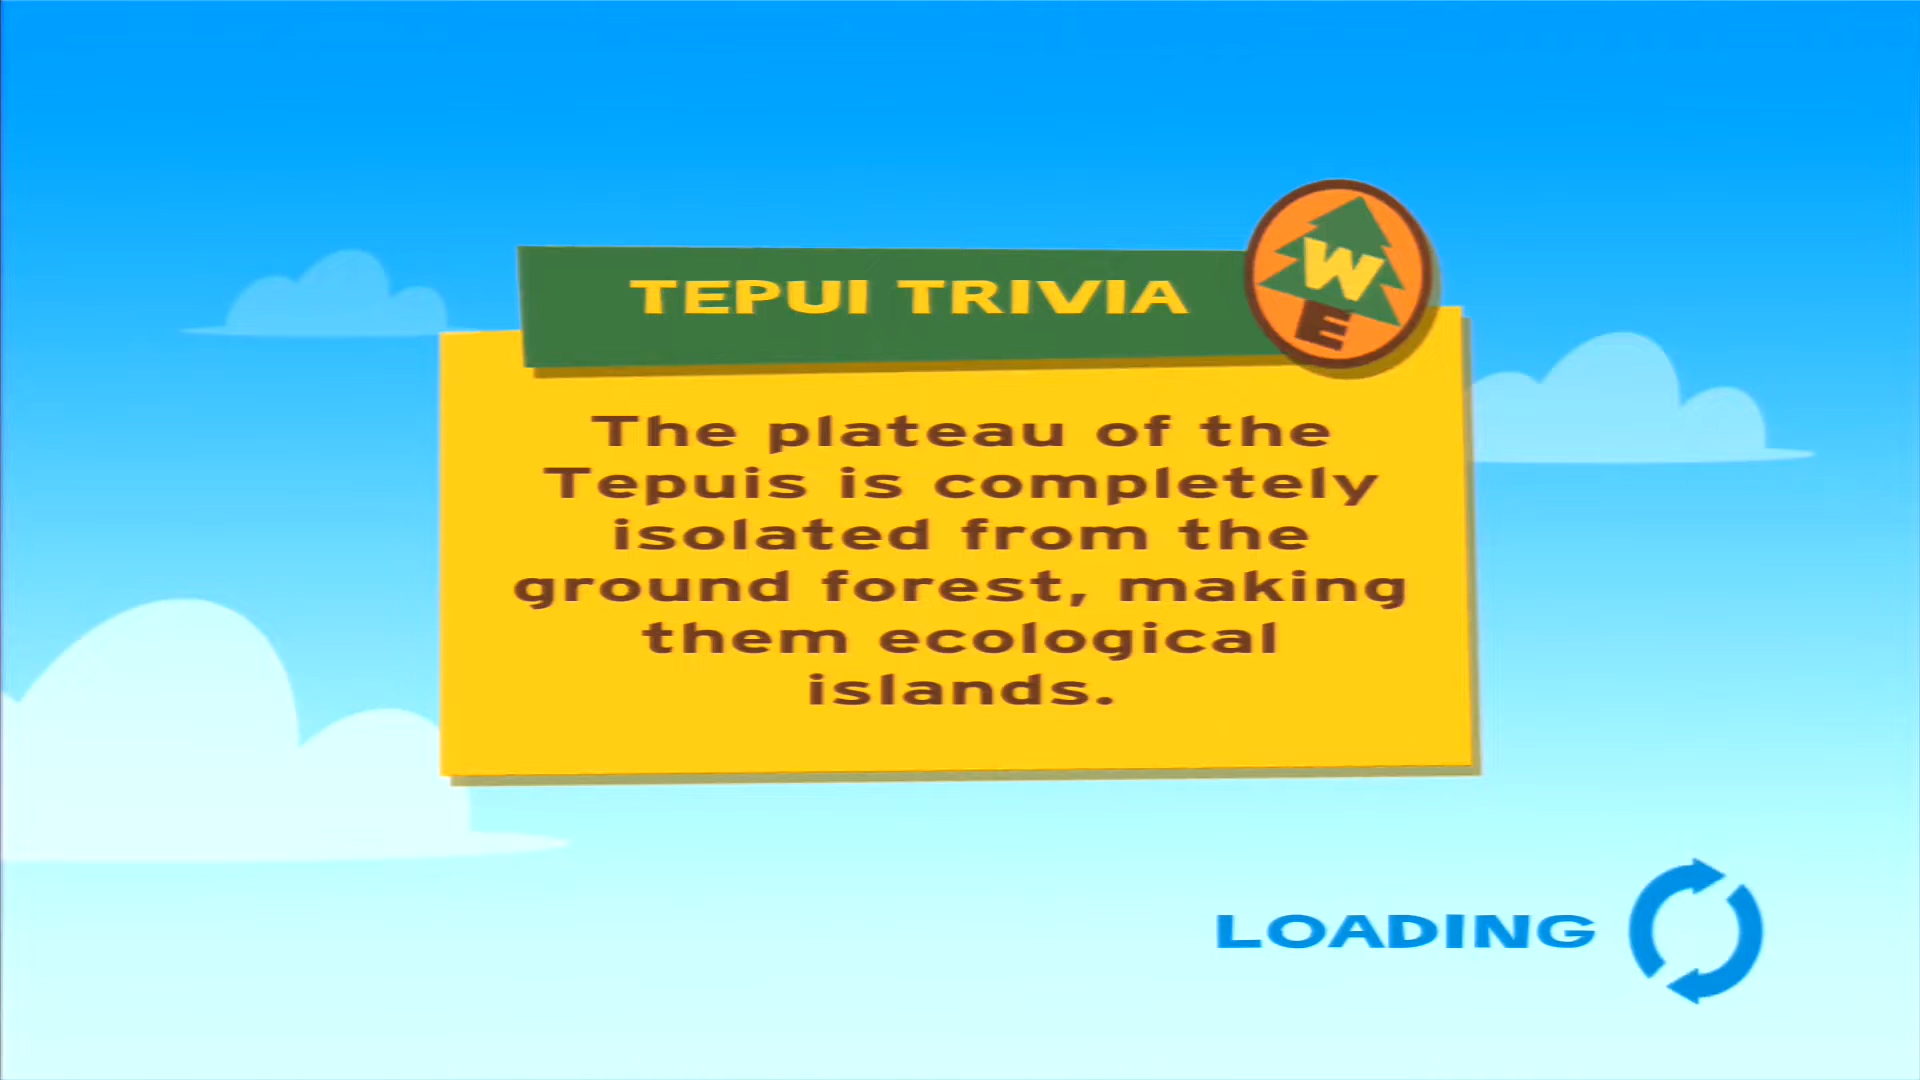 TEPUI TRIVIA
W
E
The plateau of the
Tepuis is completely
isolated from the
ground forest, making
them ecological
islands.
LOADING